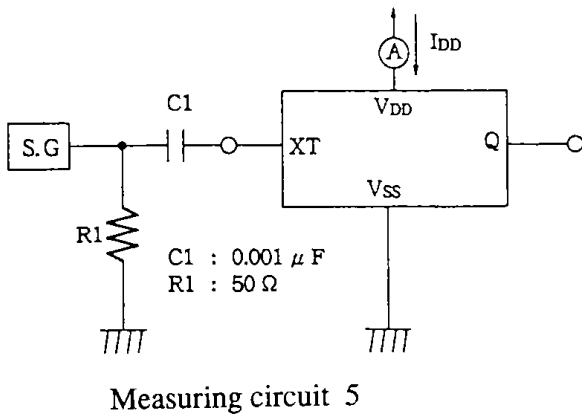 A
IDD
C1
VDD
S.G
XT
Q
VSS
R1
C1 : 0.001 μF
R1 : 50 Ω
Measuring circuit 5